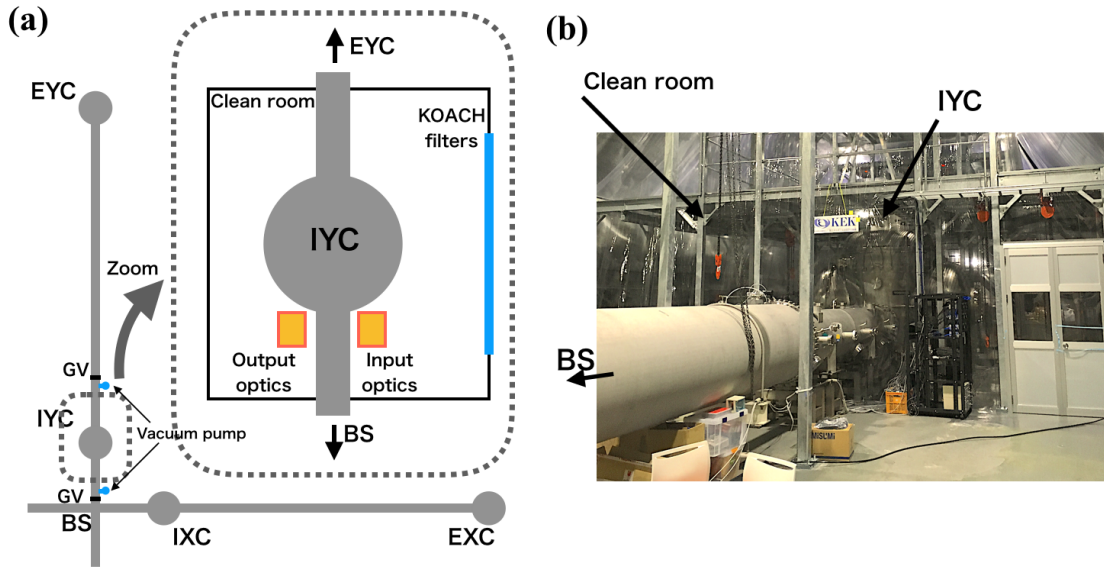 (a)
EYC
Zoom
GV
IYC
Vacuum pump
GV
BS
IXC
EXC
EYC
Clean room
KOACH
filters
IYC
Output
optics
Input
optics
BS
(b)
Clean room
IYC
KEK
BS
MiSUMi